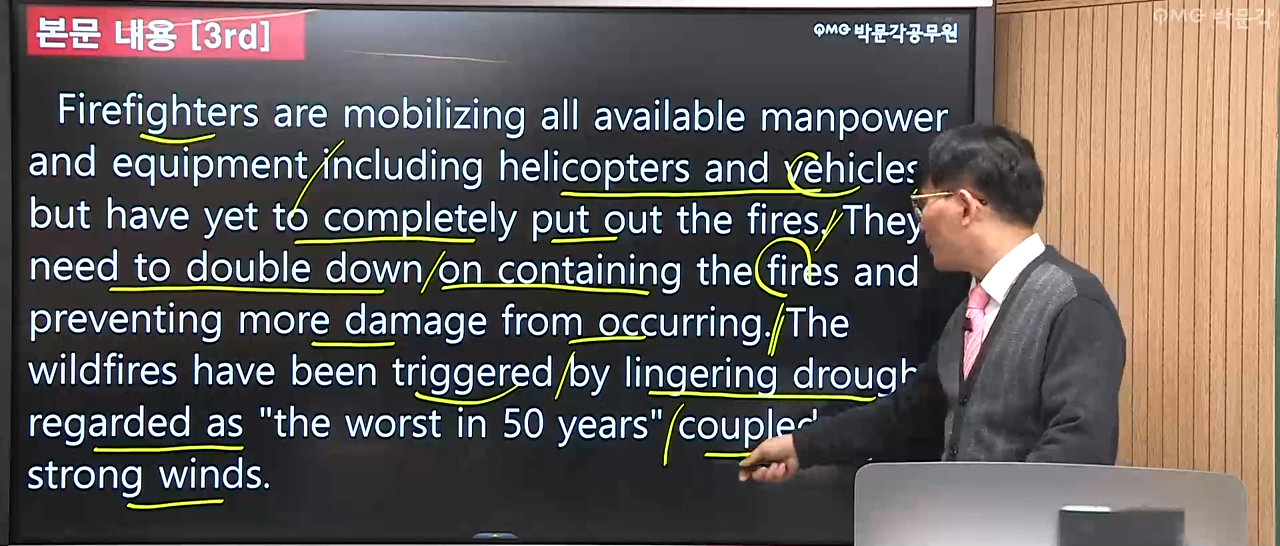 본문 내용 [3rd]
QMG 박문각공무원
QMG 박문각
Firefighters are mobilizing all available manpower
and equipment including helicopters and vehicles
but have yet to completely put out the fires. They
need to double down on containing the fires and
preventing more damage from occurring. The
wildfires have been triggered by lingering
regarded as "the worst in 50 years"
strong winds.